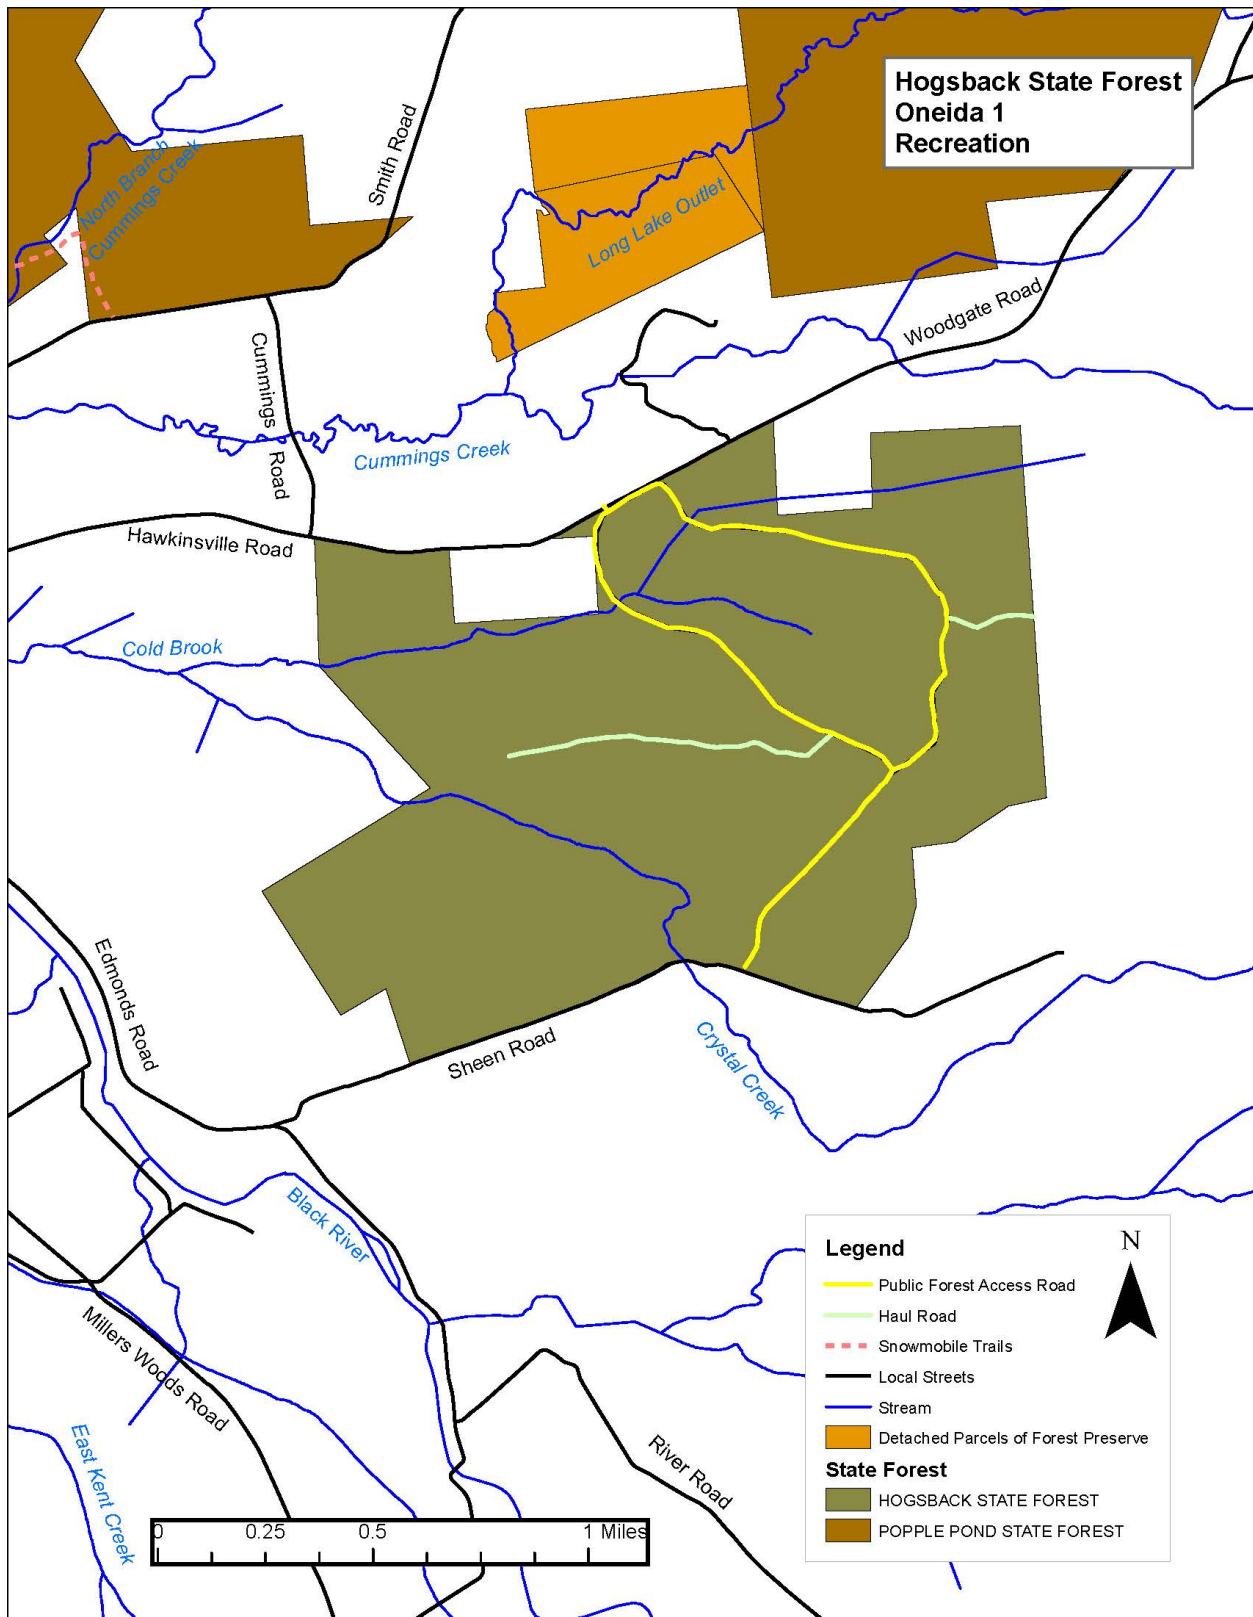 Hogsback State Forest
Oneida 1
Recreation
Smith Road
North Branch
Cummings Creek
Long Lake Outlet
Woodgate Road
Cummings Road
Cummings Creek
Hawkinsville Road
Cold Brook
Edmonds Road
Sheen Road
Crystal Creek
Black River
Millers Woods Road
East Kent Creek
River Road
Legend
N
Public Forest Access Road
Haul Road
Snowmobile Trails
Local Streets
Stream
Detached Parcels of Forest Preserve
State Forest
HOGSBACK STATE FOREST
POPPLE POND STATE FOREST
0 0.25 0.5 1 Miles